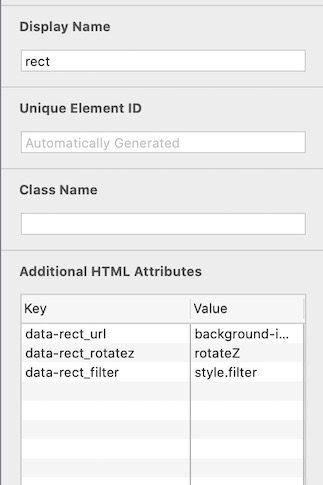 Display Name
rect
Unique Element ID
Automatically Generated
Class Name
Additional HTML Attributes
Key Value
data-rect_url background-i...
data-rect_rotatez rotateZ
data-rect_filter style.filter